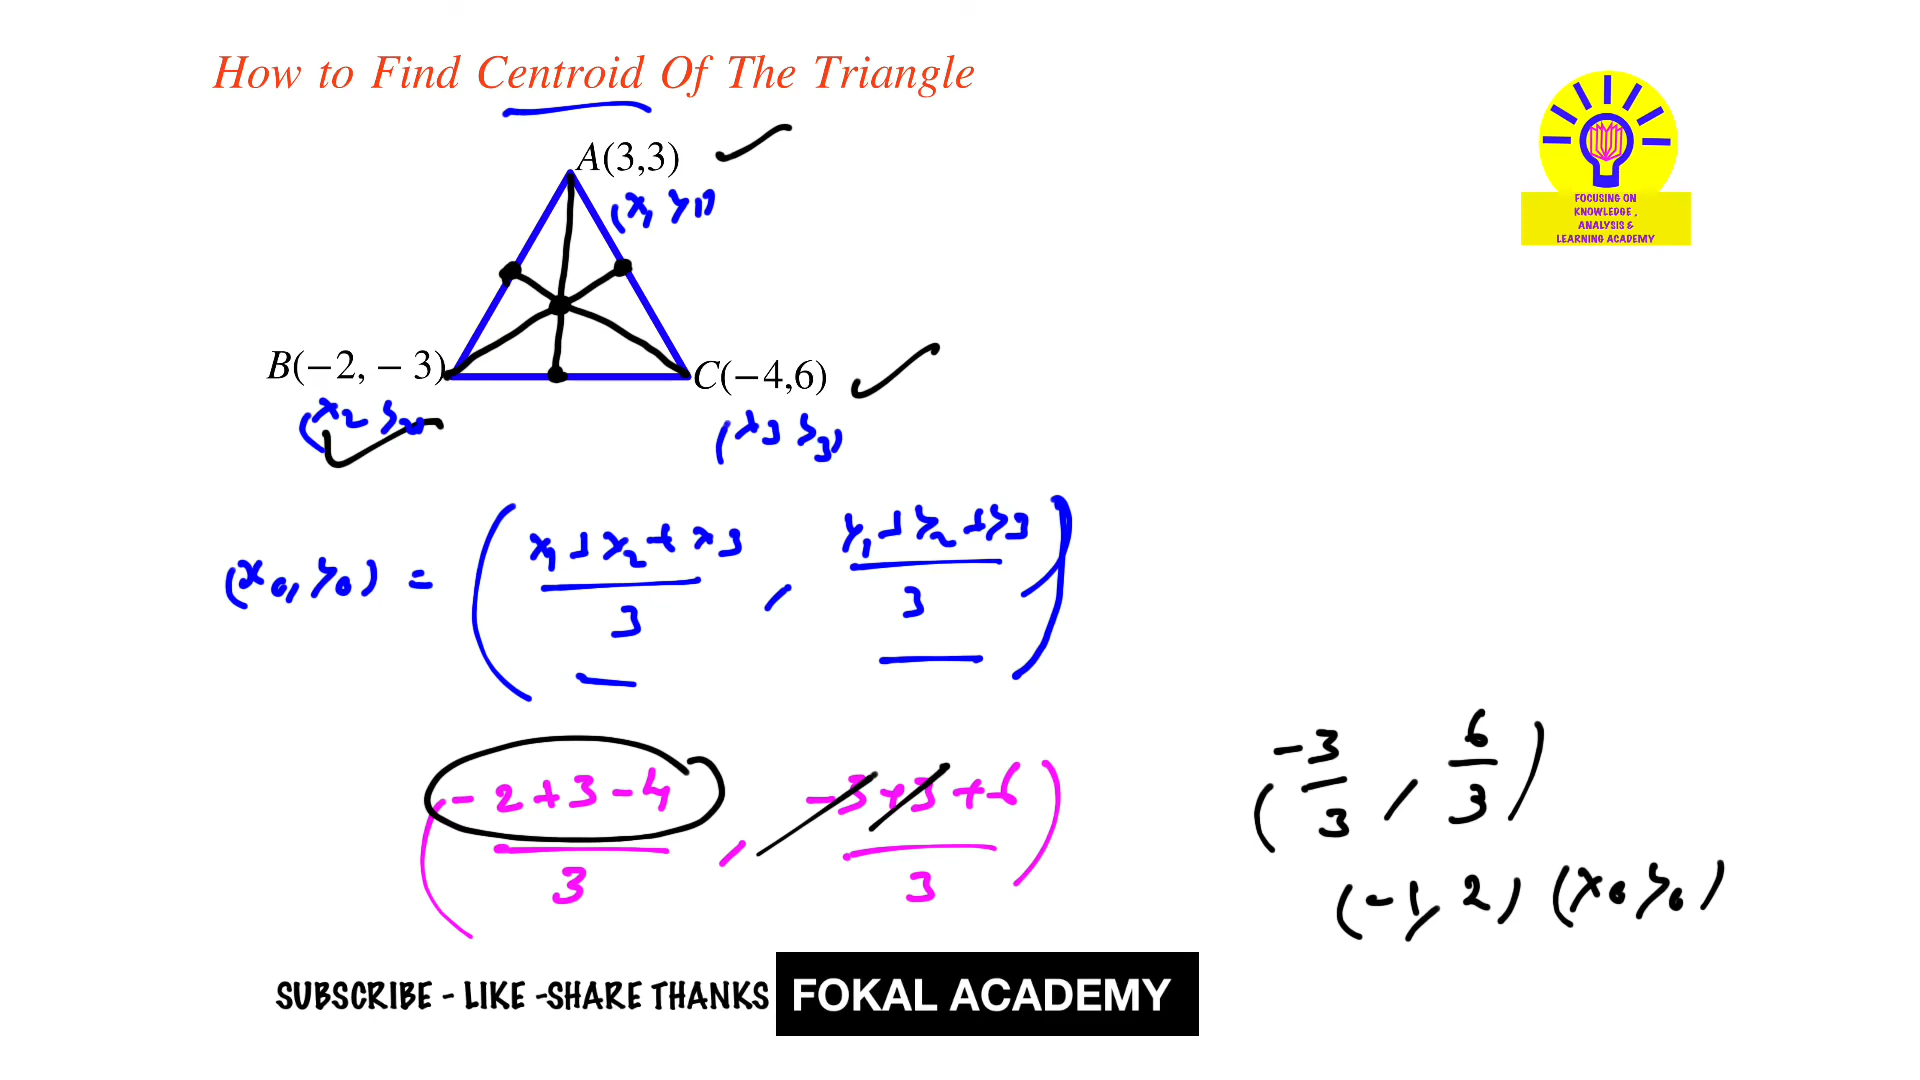 How to Find Centroid Of The Triangle
FOCUSING ON
KNOWLEDGE ,
ANALYSIS &
LEARNING ACADEMY
A(3,3)
(x1 y1)
B(−2, − 3)
(x2 y2)
C(−4,6)
(x3 y3)
(x0, y0) = ( x1 + x2 + x3 / 3 , y1 + y2 + y3 / 3 )
( -2+3-4 / 3 , -3+3+6 / 3 )
( -3/3 , 6/3 )
(-1, 2) (x0 y0)
SUBSCRIBE - LIKE -SHARE THANKS FOKAL ACADEMY